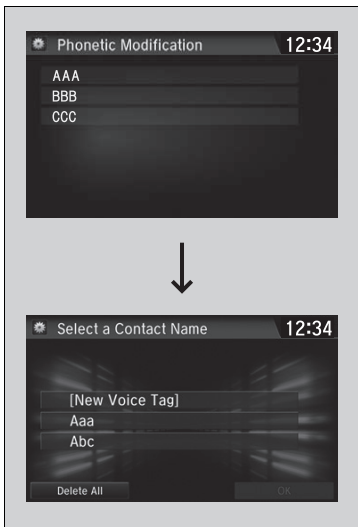 Phonetic Modification 12:34
AAA
BBB
CCC
Select a Contact Name 12:34
[New Voice Tag]
Aaa
Abc
Delete All OK